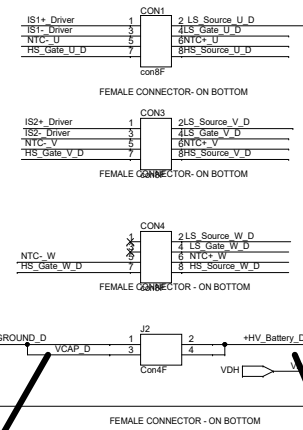 CON1
IS1+_Driver 1 2 LS_Source_U_D
IS1-_Driver 3 4 LS_Gate_U_D
NTC-_U 5 6 NTC+_U
HS_Gate_U_D 7 8 HS_Source_U_D
con8F
FEMALE CONNECTOR- ON BOTTOM
CON3
IS2+_Driver 1 2 LS_Source_V_D
IS2-_Driver 3 4 LS_Gate_V_D
NTC-_V 5 6 NTC+_V
HS_Gate_V_D 7 8 HS_Source_V_D
FEMALE CONNECTOR- ON BOTTOM
CON4
1 2 LS_Source_W_D
3 4 LS_Gate_W_D
NTC-_W 5 6 NTC+_W
HS_Gate_W_D 7 8 HS_Source_W_D
FEMALE CONNECTOR - ON BOTTOM
J2
GROUND_D 1 2 +HV_Battery_D
VCAP_D 3 4
Con4F
VDH
FEMALE CONNECTOR - ON BOTTOM